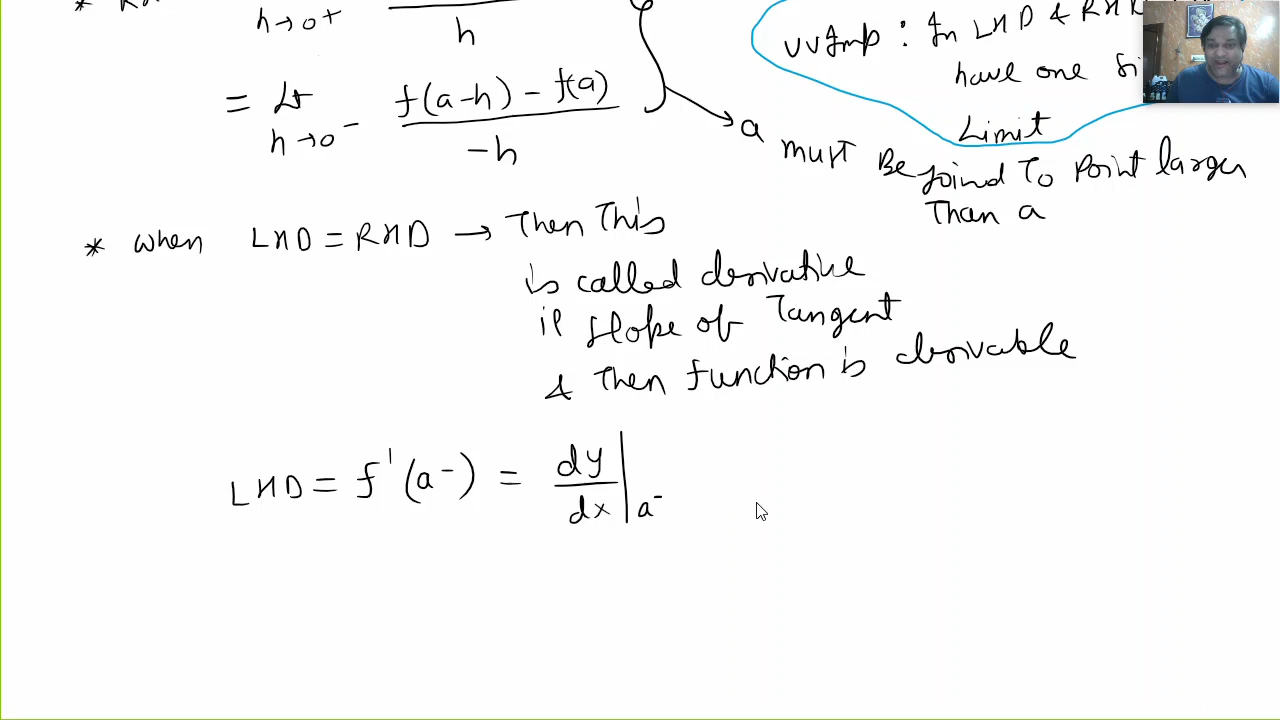 *
h→0+
h
= Lt f(a-h) - f(a)
h→0- -h
vvImp : In LHD & RHD
have one
Limit
a must Be joind To Point larger
Than a
* when LHD = RHD → Then This
is called derivative
ie slope of Tangent
& Then function is derivable
LHD = f'(a-) = dy/dx | a-